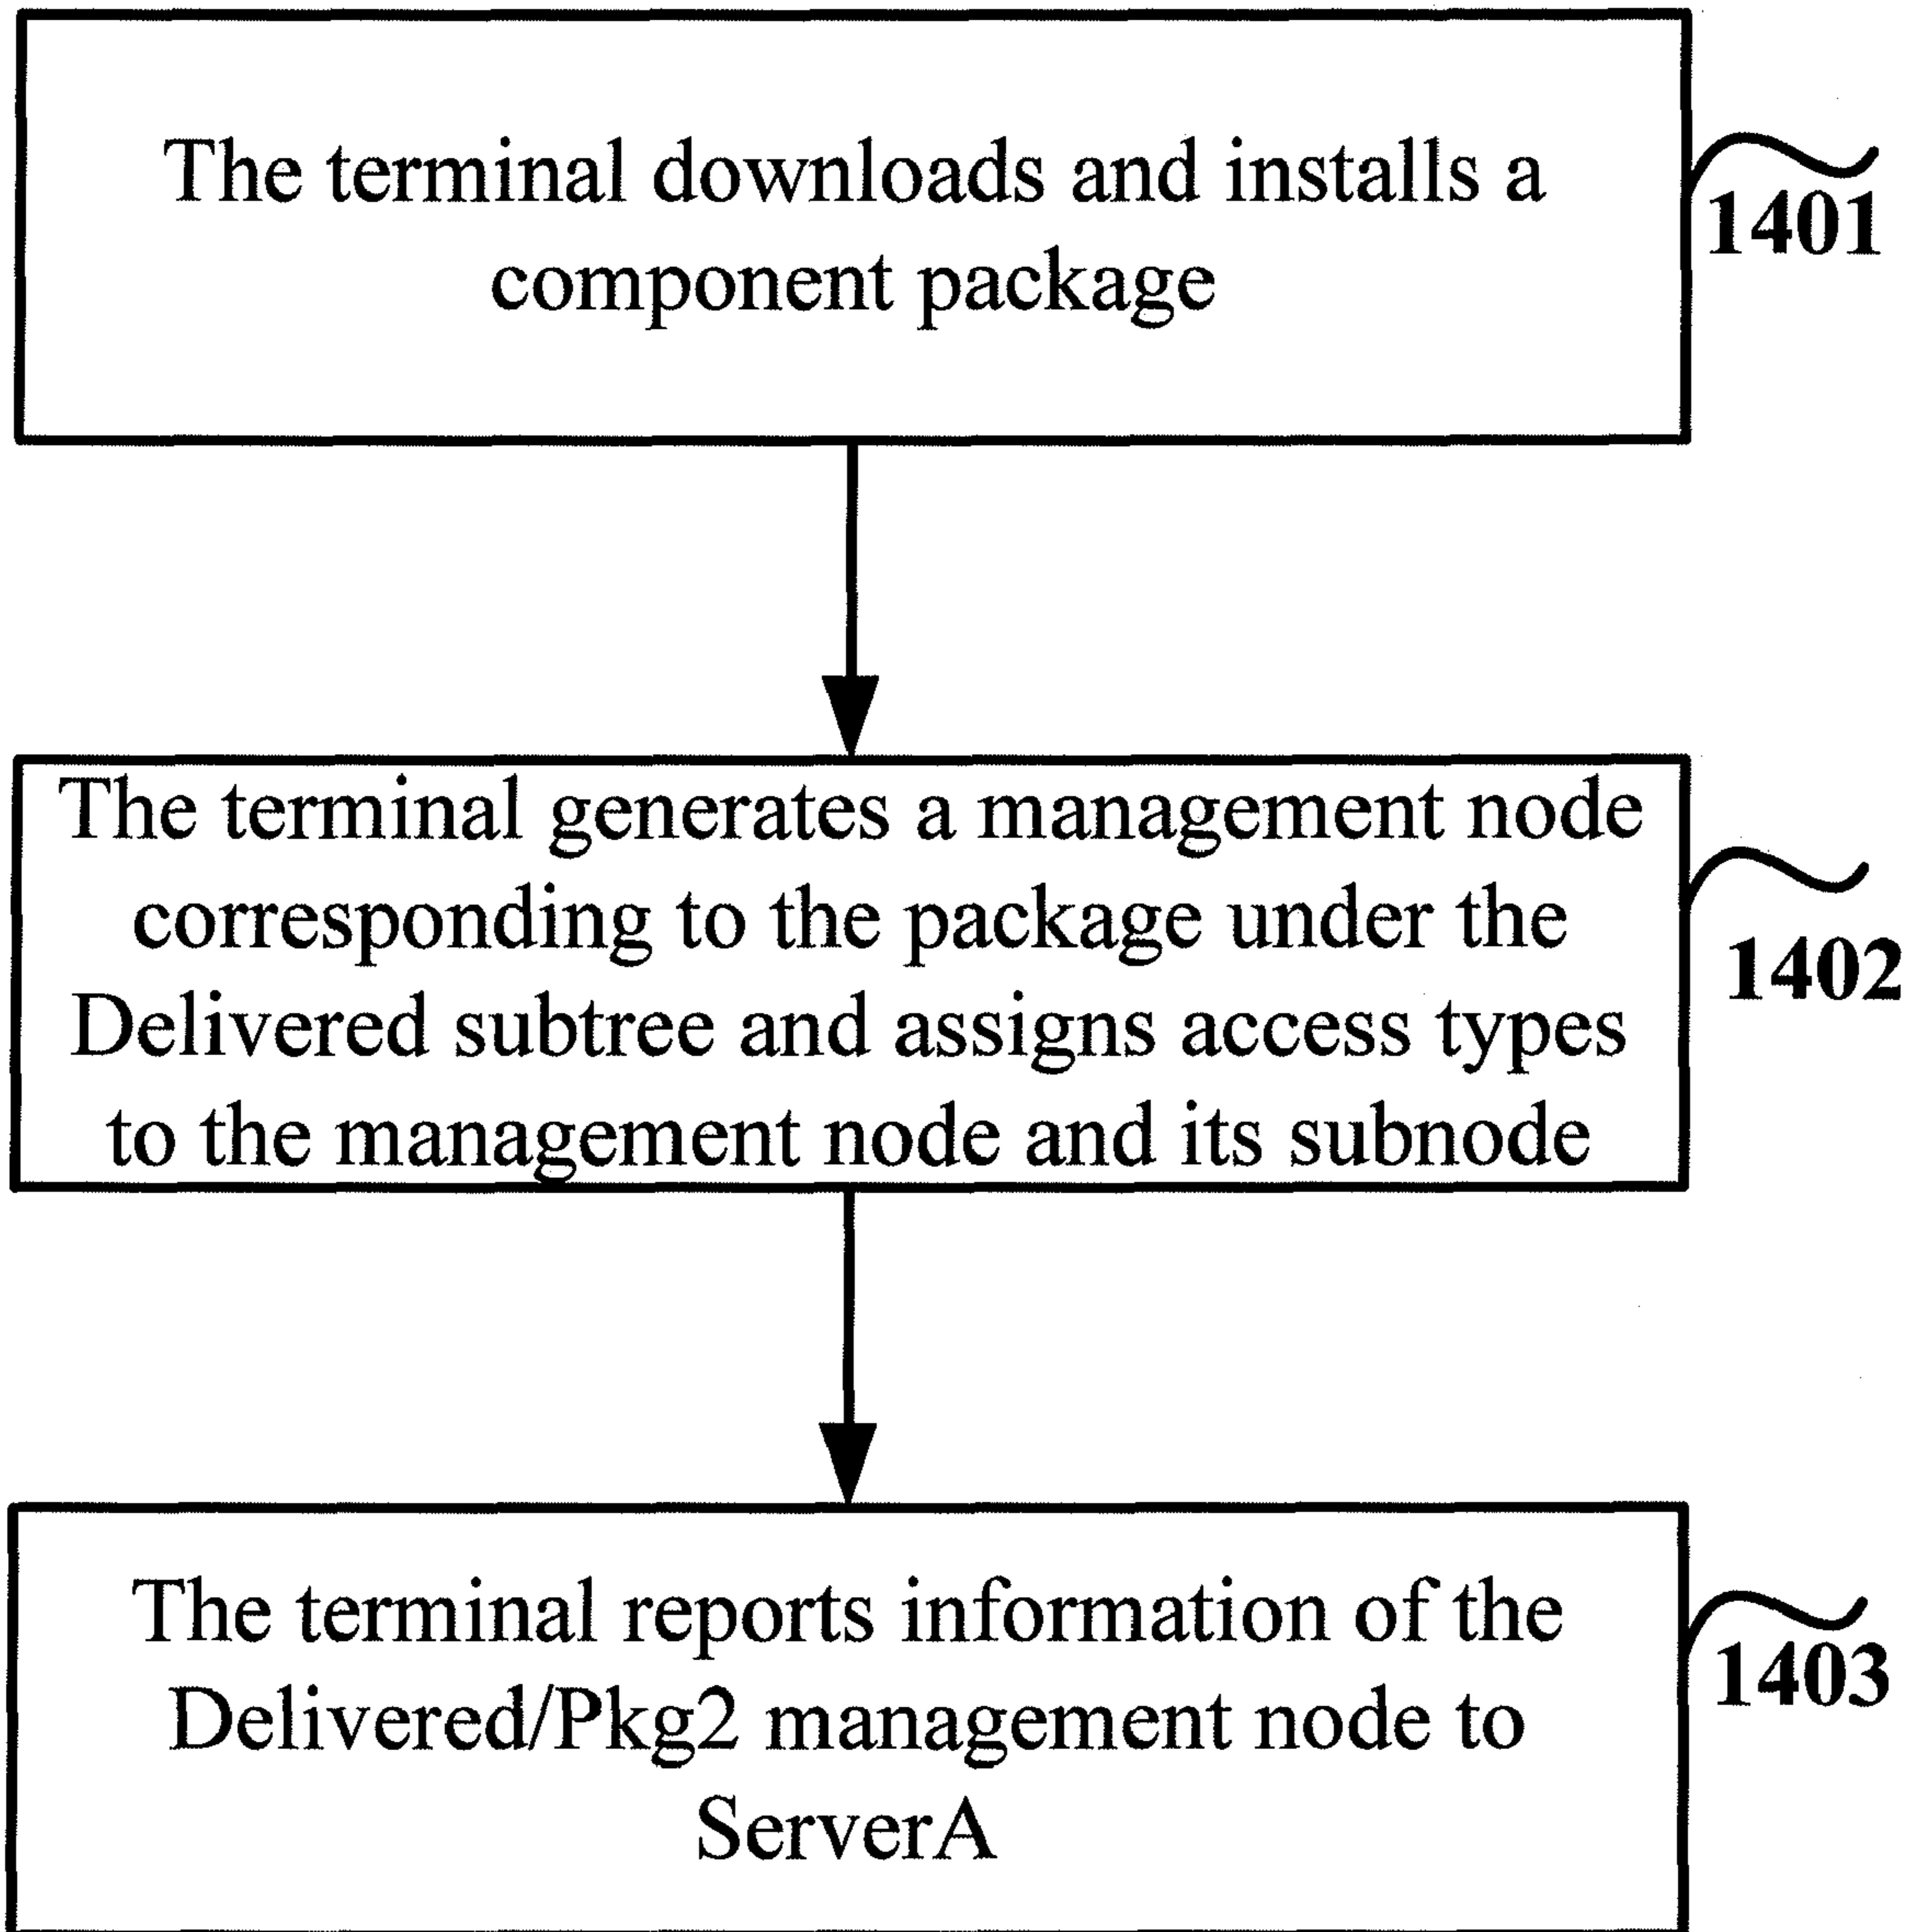 The terminal downloads and installs a
component package
1401
The terminal generates a management node
corresponding to the package under the
Delivered subtree and assigns access types
to the management node and its subnode
1402
The terminal reports information of the
Delivered/Pkg2 management node to
ServerA
1403